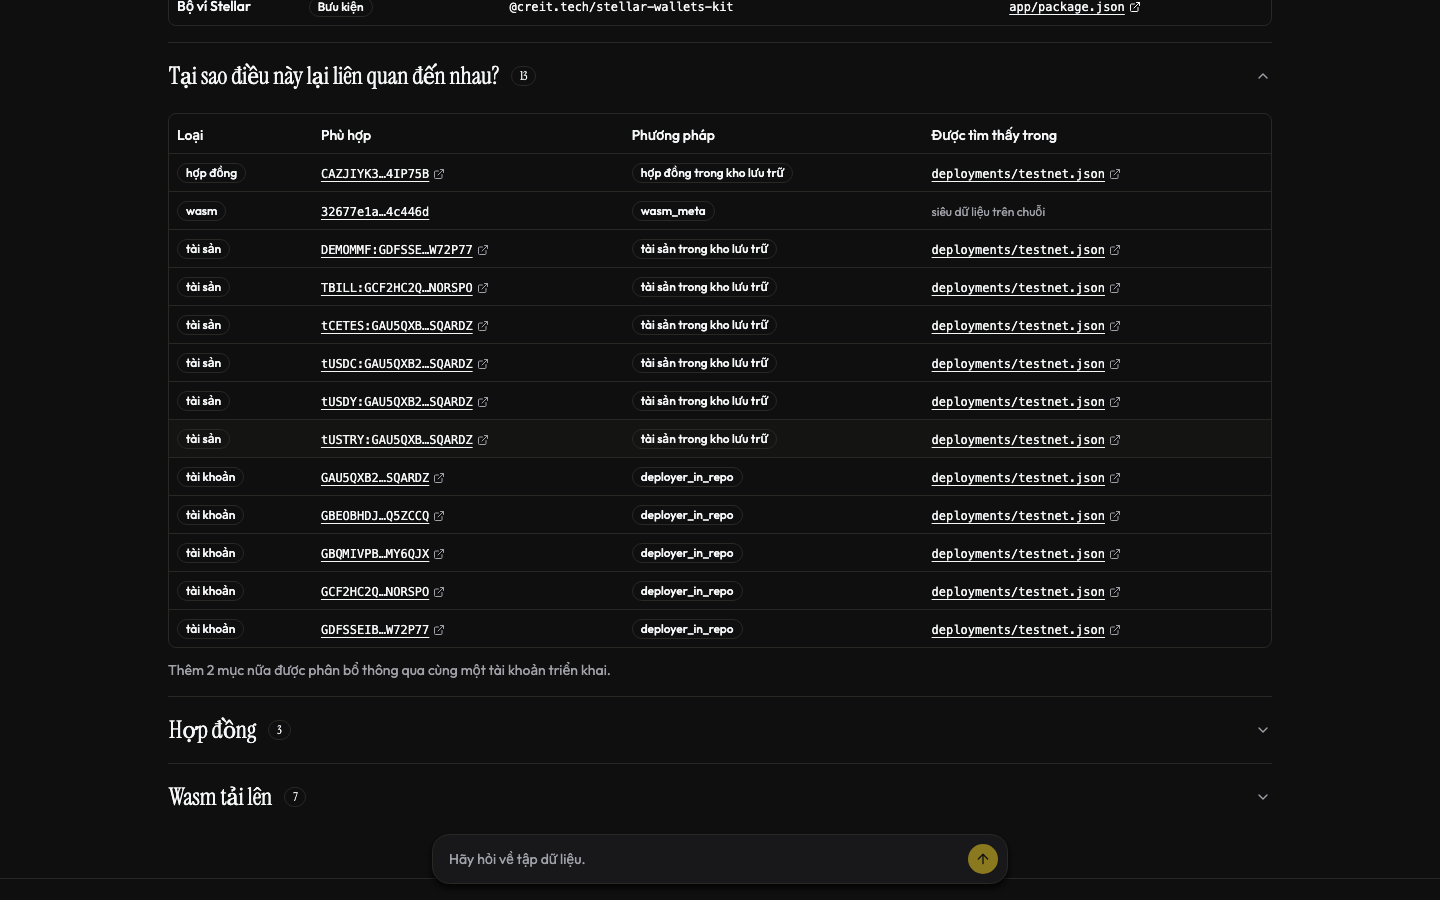 Bộ ví Stellar Bưu kiện @creit.tech/stellar-wallets-kit app/package.json
Tại sao điều này lại liên quan đến nhau? 13
Loại Phù hợp Phương pháp Được tìm thấy trong
hợp đồng CAZJIYK3…4IP75B hợp đồng trong kho lưu trữ deployments/testnet.json
wasm 32677e1a…4c446d wasm_meta siêu dữ liệu trên chuỗi
tài sản DEMOMMF:GDFSSE…W72P77 tài sản trong kho lưu trữ deployments/testnet.json
tài sản TBILL:GCF2HC2Q…NORSPO tài sản trong kho lưu trữ deployments/testnet.json
tài sản tCETES:GAU5QXB…SQARDZ tài sản trong kho lưu trữ deployments/testnet.json
tài sản tUSDC:GAU5QXB2…SQARDZ tài sản trong kho lưu trữ deployments/testnet.json
tài sản tUSDY:GAU5QXB2…SQARDZ tài sản trong kho lưu trữ deployments/testnet.json
tài sản tUSTRY:GAU5QXB…SQARDZ tài sản trong kho lưu trữ deployments/testnet.json
tài khoản GAU5QXB2…SQARDZ deployer_in_repo deployments/testnet.json
tài khoản GBEOBHDJ…Q5ZCCQ deployer_in_repo deployments/testnet.json
tài khoản GBQMIVPB…MY6QJX deployer_in_repo deployments/testnet.json
tài khoản GCF2HC2Q…NORSPO deployer_in_repo deployments/testnet.json
tài khoản GDFSSEIB…W72P77 deployer_in_repo deployments/testnet.json
Thêm 2 mục nữa được phân bổ thông qua cùng một tài khoản triển khai.
Hợp đồng 3
Wasm tải lên 7
Hãy hỏi về tập dữ liệu.